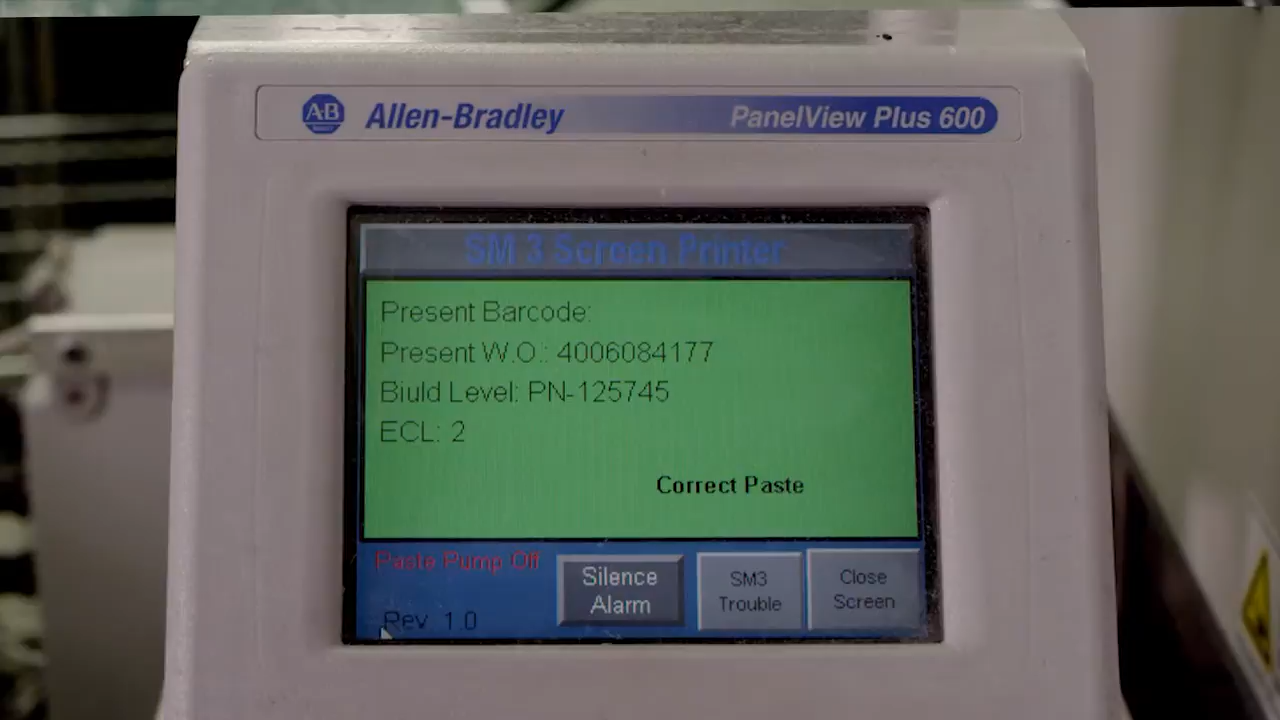 A-B Allen-Bradley PanelView Plus 600
SM 3 Screen Printer
Present Barcode:
Present W.O.: 4006084177
Biuld Level: PN-125745
ECL: 2
Correct Paste
Paste Pump Off
Silence
Alarm
SM3
Trouble
Close
Screen
Rev 1.0